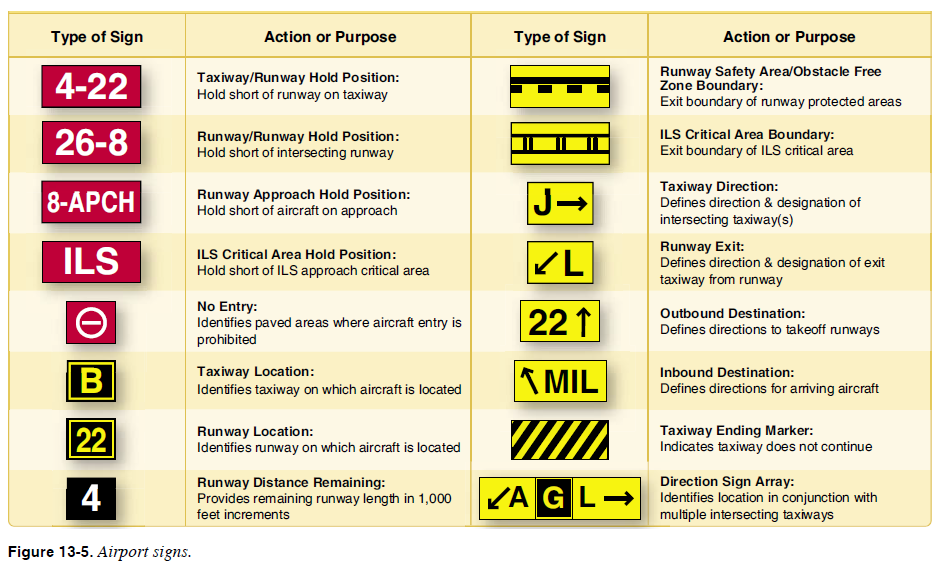 Type of Sign
Action or Purpose
Type of Sign
Action or Purpose
4-22
Taxiway/Runway Hold Position:
Hold short of runway on taxiway
Runway Safety Area/Obstacle Free
Zone Boundary:
Exit boundary of runway protected areas
26-8
Runway/Runway Hold Position:
Hold short of intersecting runway
ILS Critical Area Boundary:
Exit boundary of ILS critical area
8-APCH
Runway Approach Hold Position:
Hold short of aircraft on approach
J→
Taxiway Direction:
Defines direction & designation of
intersecting taxiway(s)
ILS
ILS Critical Area Hold Position:
Hold short of ILS approach critical area
↙L
Runway Exit:
Defines direction & designation of exit
taxiway from runway
No Entry:
Identifies paved areas where aircraft entry is
prohibited
22↑
Outbound Destination:
Defines directions to takeoff runways
B
Taxiway Location:
Identifies taxiway on which aircraft is located
↖MIL
Inbound Destination:
Defines directions for arriving aircraft
22
Runway Location:
Identifies runway on which aircraft is located
Taxiway Ending Marker:
Indicates taxiway does not continue
4
Runway Distance Remaining:
Provides remaining runway length in 1,000
feet increments
↙A G L→
Direction Sign Array:
Identifies location in conjunction with
multiple intersecting taxiways
Figure 13-5. Airport signs.